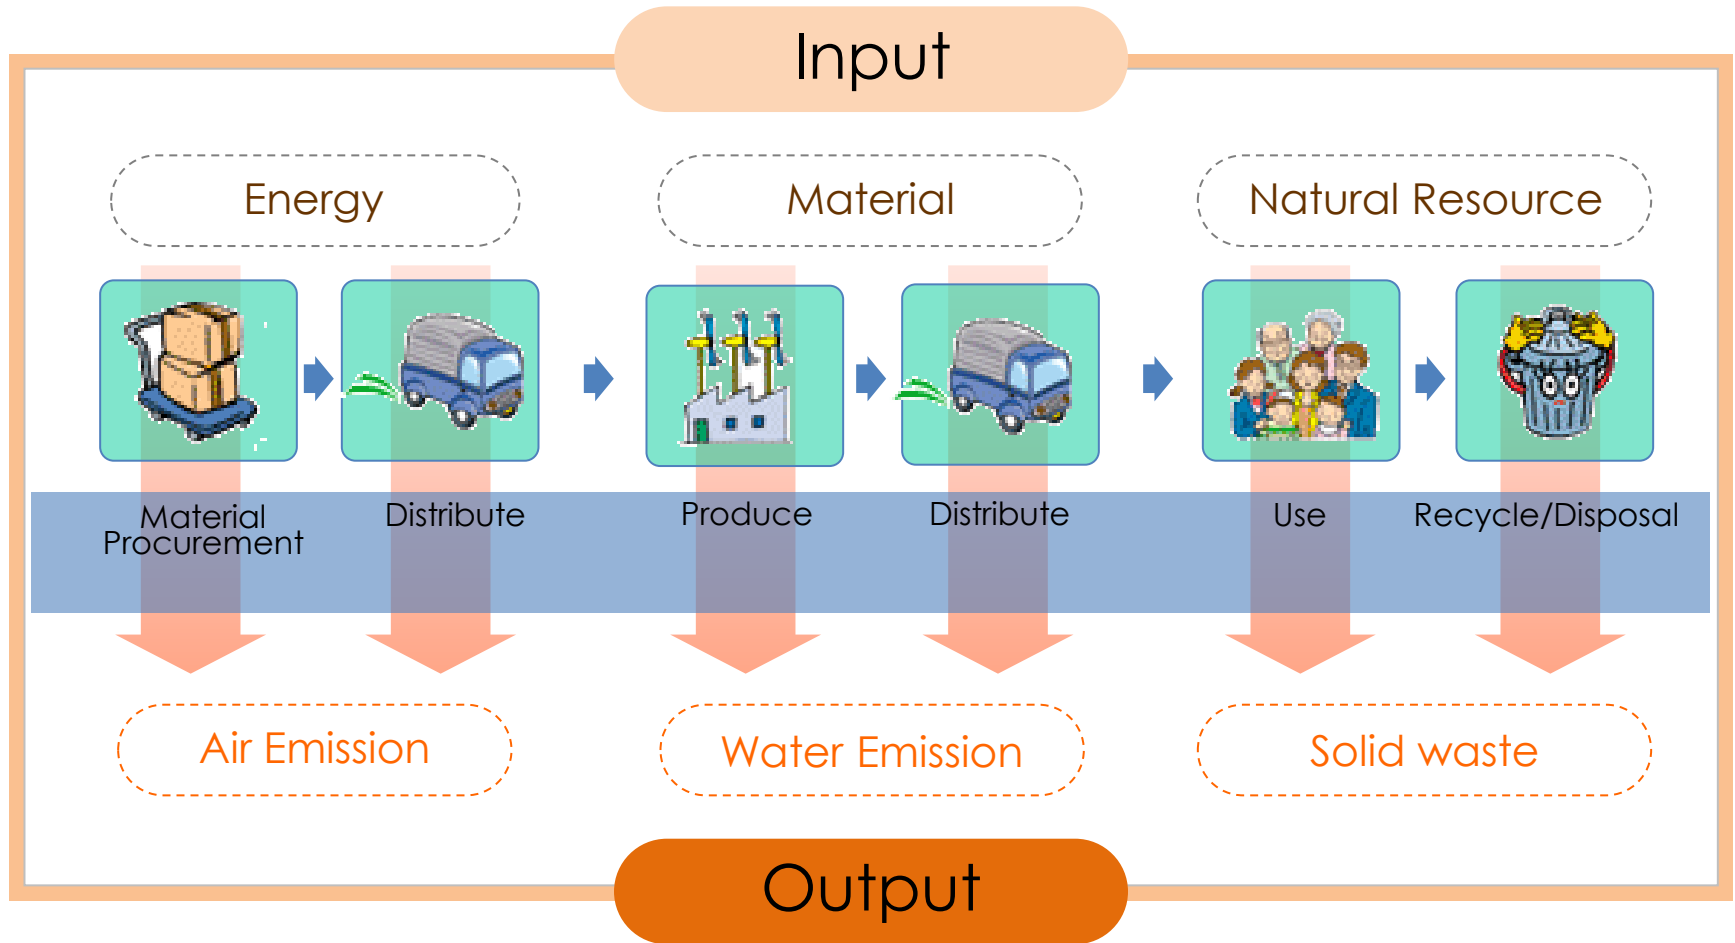 Input
Energy
Material
Natural Resource
Material
Procurement
Distribute
Produce
Distribute
Use
Recycle/Disposal
Air Emission
Water Emission
Solid waste
Output